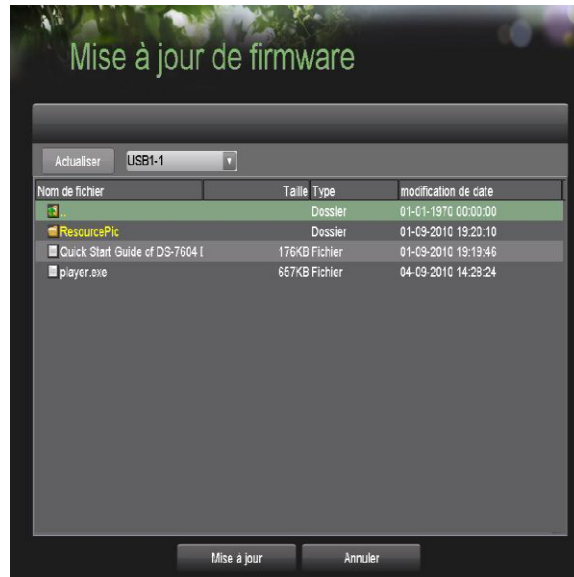 Mise à jour de firmware
Actualiser USB1-1
Nom de fichier Taille Type modification de date
.. Dossier 01-01-1970 00:00:00
ResourcePic Dossier 01-09-2010 19:20:10
Quick Start Guide of DS-7604 176KB Fichier 01-09-2010 19:19:46
player.exe 657KB Fichier 04-09-2010 14:28:24
Mise à jour Annuler